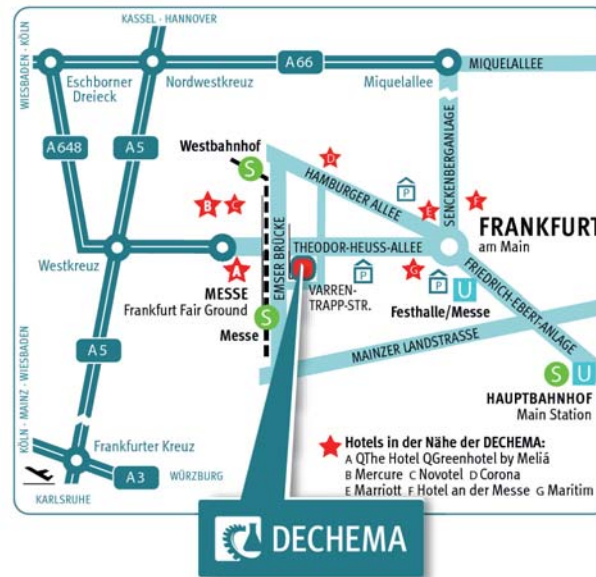 KASSEL - HANNOVER
WIESBADEN - KÖLN
A66
MIQUELALLEE
Eschborner
Dreieck
Nordwestkreuz
Miquelallee
A648
A5
Westbahnhof
S
D
P
HAMBURGER ALLEE
SENCKENBERGANLAGE
B
C
E
F
FRANKFURT
am Main
THEODOR-HEUSS-ALLEE
Westkreuz
A
EMSER BRÜCKE
VARREN-
TRAPP-STR.
P
G
P
U
Festhalle/Messe
FRIEDRICH-EBERT-ANLAGE
MESSE
Frankfurt Fair Ground
S
Messe
MAINZER LANDSTRASSE
A5
S
U
HAUPTBAHNHOF
Main Station
KÖLN - MAINZ - WIESBADEN
Frankfurter Kreuz
A3
WÜRZBURG
KARLSRUHE
Hotels in der Nähe der DECHEMA:
A QThe Hotel QGreenhotel by Meliá
B Mercure C Novotel D Corona
E Marriott F Hotel an der Messe G Maritim
DECHEMA